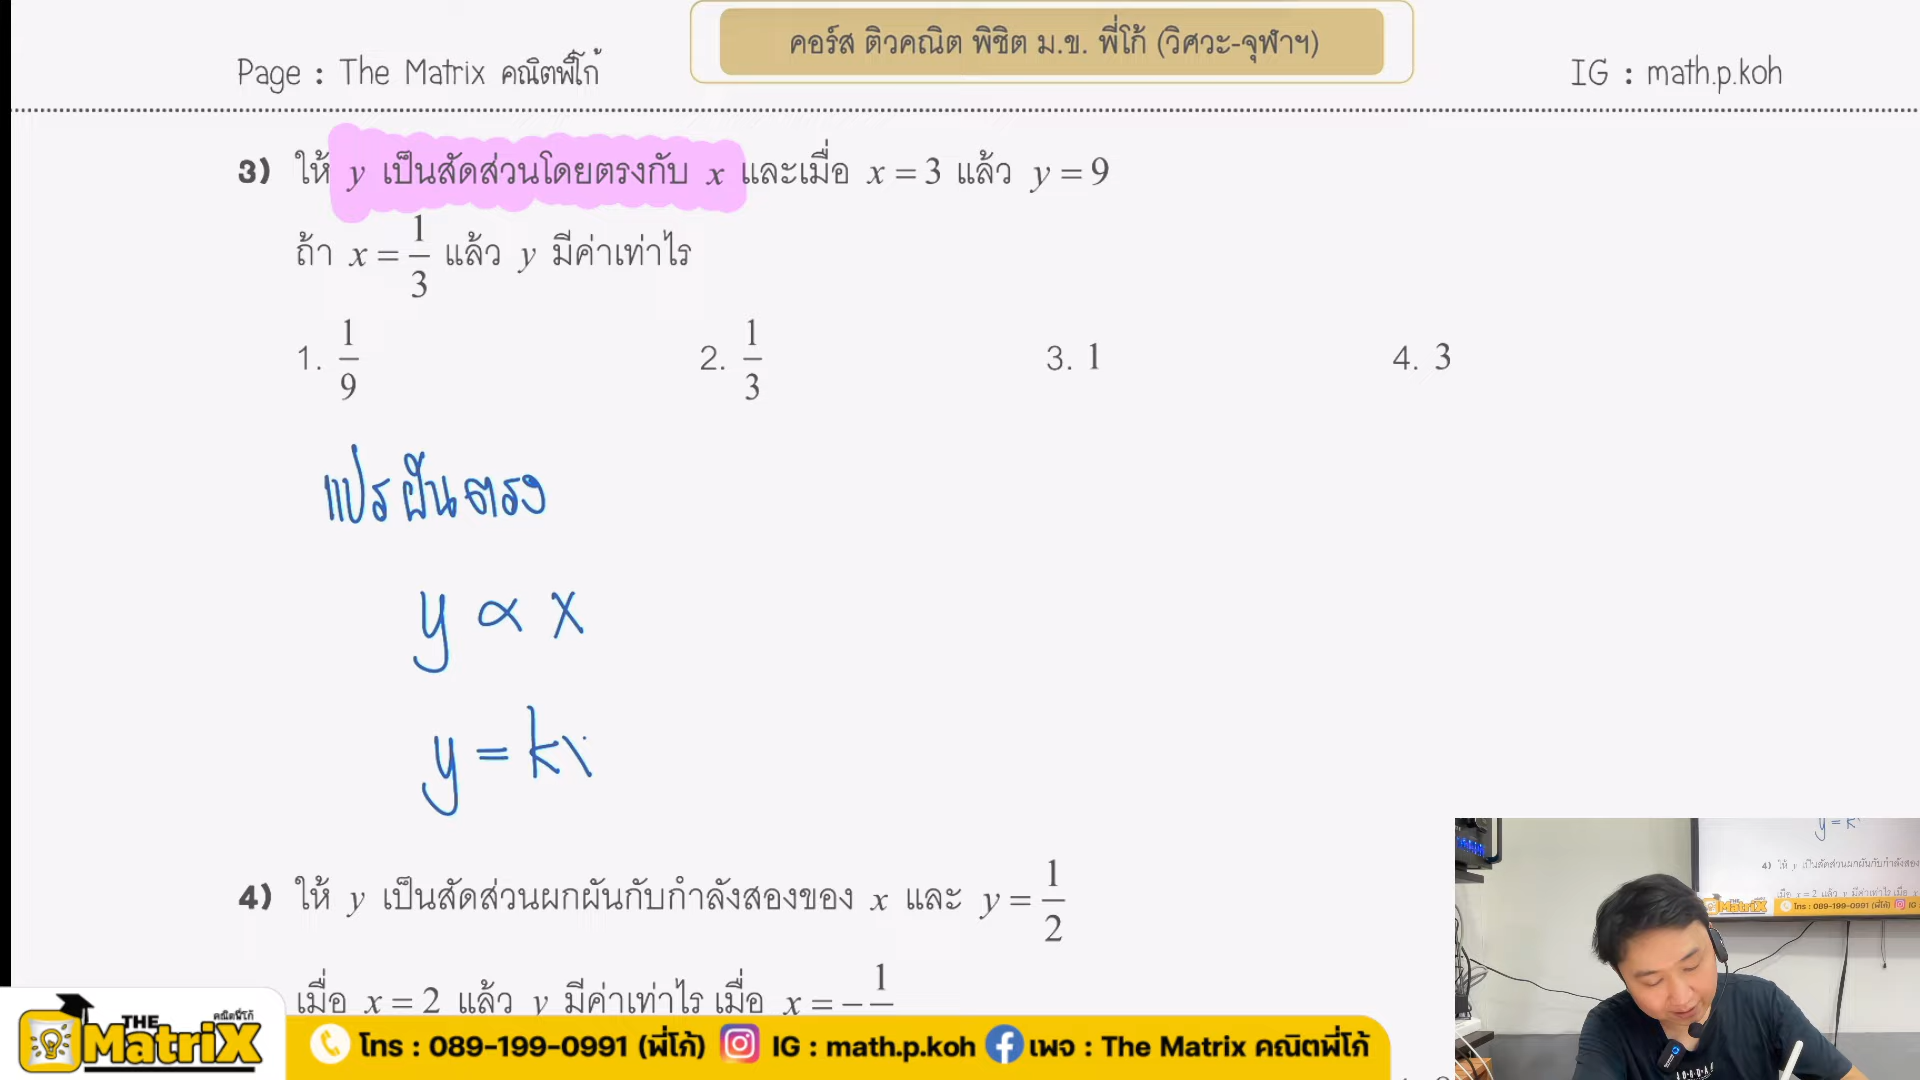 คอร์ส ติวคณิต พิชิต ม.ข. พี่โก้ (วิศวะ-จุฬาฯ)
Page : The Matrix คณิตพี่โก้
IG : math.p.koh
3) ให้ y เป็นสัดส่วนโดยตรงกับ x และเมื่อ x = 3 แล้ว y = 9
ถ้า x = 1/3 แล้ว y มีค่าเท่าไร
1. 1/9 2. 1/3 3. 1 4. 3
แปรผันตรง
y ∝ x
y = kx
4) ให้ y เป็นสัดส่วนผกผันกับกำลังสองของ x และ y = 1/2
เมื่อ x = 2 แล้ว y มีค่าเท่าไร เมื่อ x = - 1
THE MatriX คณิตพี่โก้
โทร : 089-199-0991 (พี่โก้) IG : math.p.koh เพจ : The Matrix คณิตพี่โก้